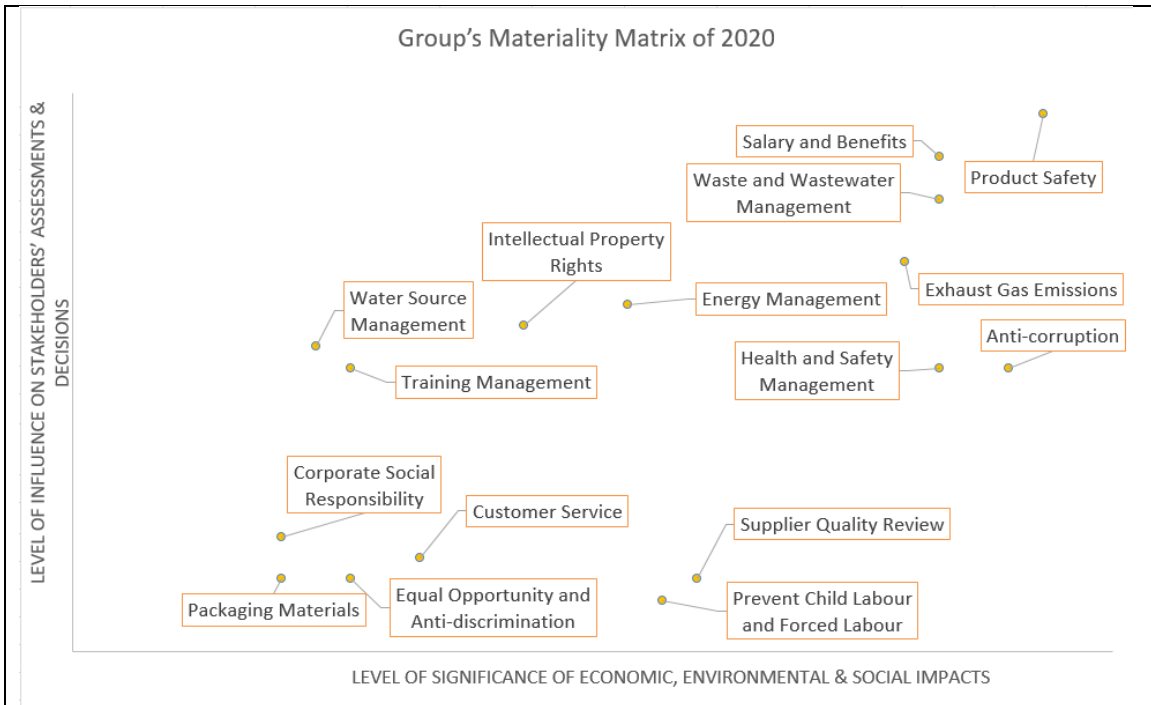 Group’s Materiality Matrix of 2020
LEVEL OF INFLUENCE ON STAKEHOLDERS’ ASSESSMENTS &
DECISIONS
Salary and Benefits
Product Safety
Waste and Wastewater
Management
Intellectual Property
Rights
Water Source
Management
Energy Management
Exhaust Gas Emissions
Anti-corruption
Training Management
Health and Safety
Management
Corporate Social
Responsibility
Customer Service
Supplier Quality Review
Packaging Materials
Equal Opportunity and
Anti-discrimination
Prevent Child Labour
and Forced Labour
LEVEL OF SIGNIFICANCE OF ECONOMIC, ENVIRONMENTAL & SOCIAL IMPACTS